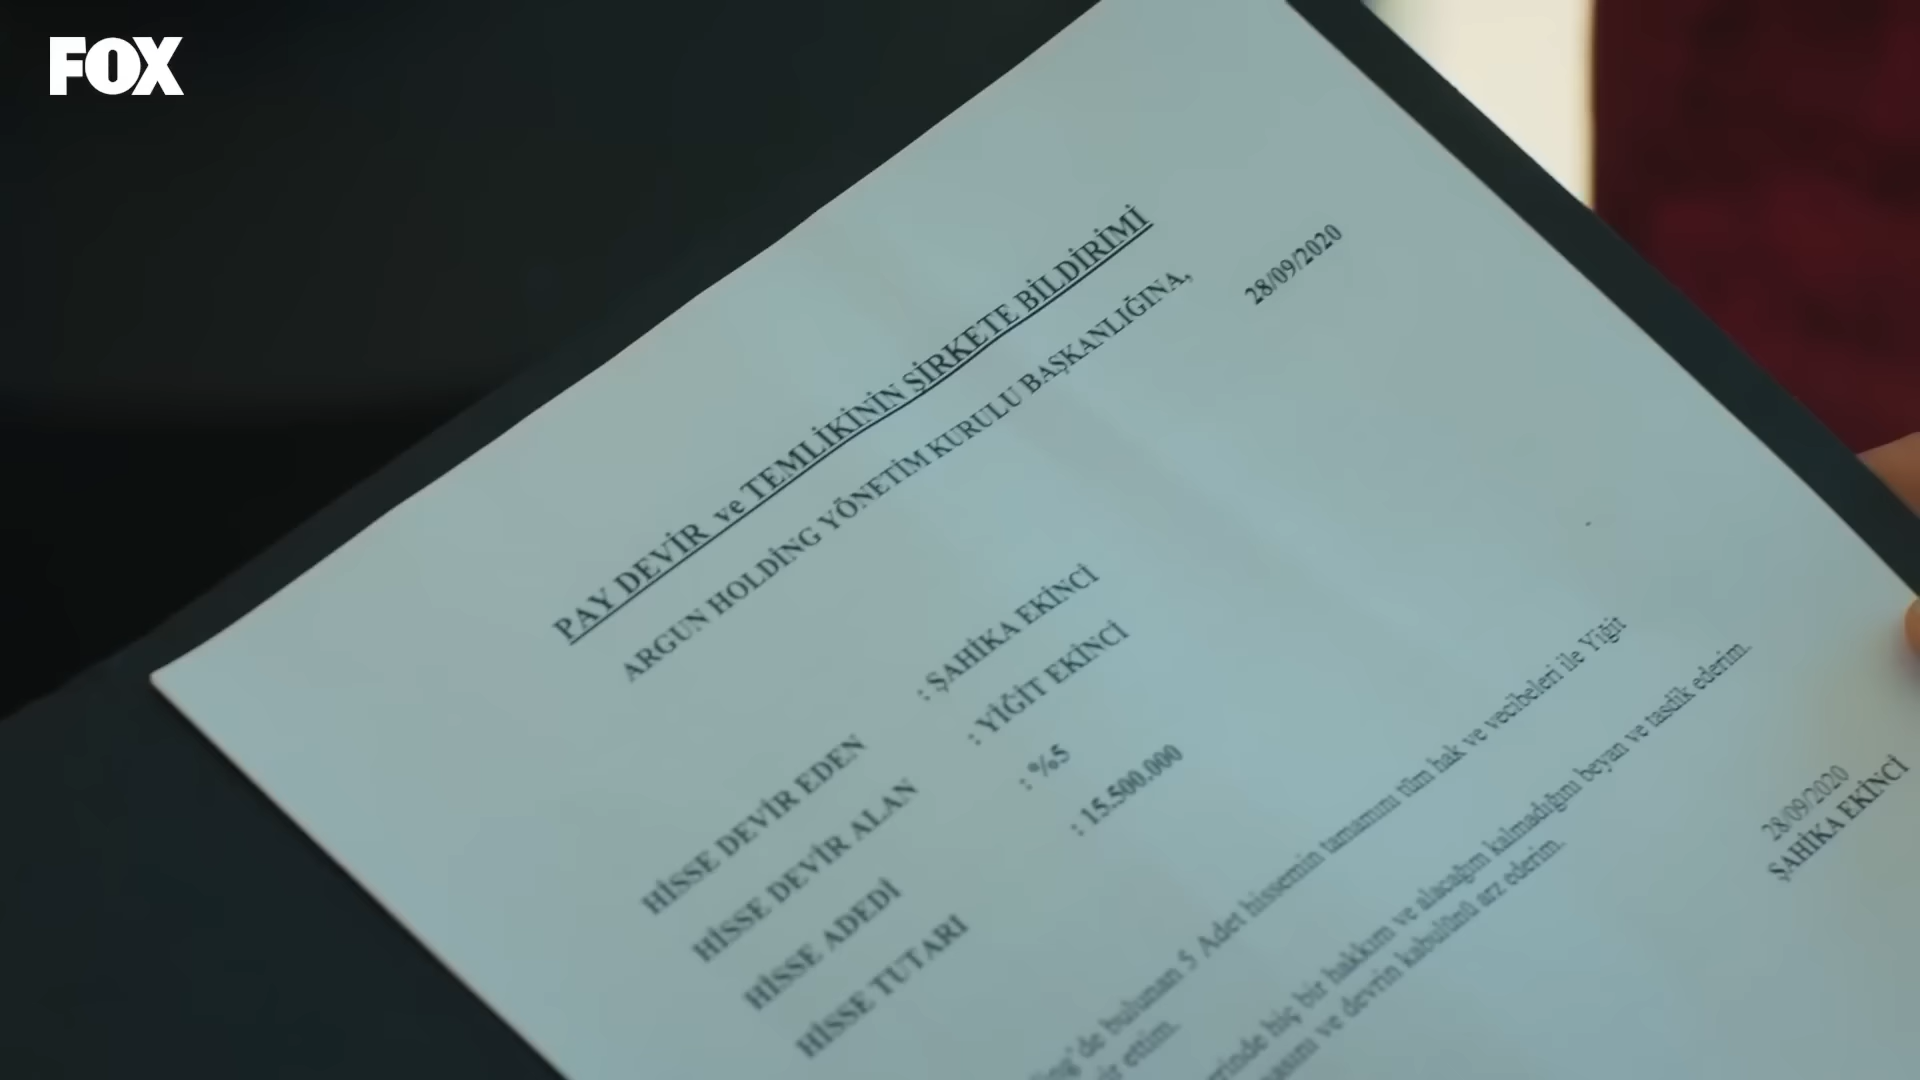 FOX
PAY DEVİR ve TEMLİKİNİN ŞİRKETE BİLDİRİMİ
ARGUN HOLDİNG YÖNETİM KURULU BAŞKANLIĞINA,
28/09/2020
HİSSE DEVİR EDEN : ŞAHİKA EKİNCİ
HİSSE DEVİR ALAN : YİĞİT EKİNCİ
HİSSE ADEDİ : %5
HİSSE TUTARI : 15.500.000
de bulunan 5 Adet hissemin tamamını tüm hak ve vecibeleri ile Yiğit
ettim.
hiç bir hakkım ve alacağım kalmadığını beyan ve tasdik ederim.
ve devrin kabulünü arz ederim.
28/09/2020
ŞAHİKA EKİNCİ